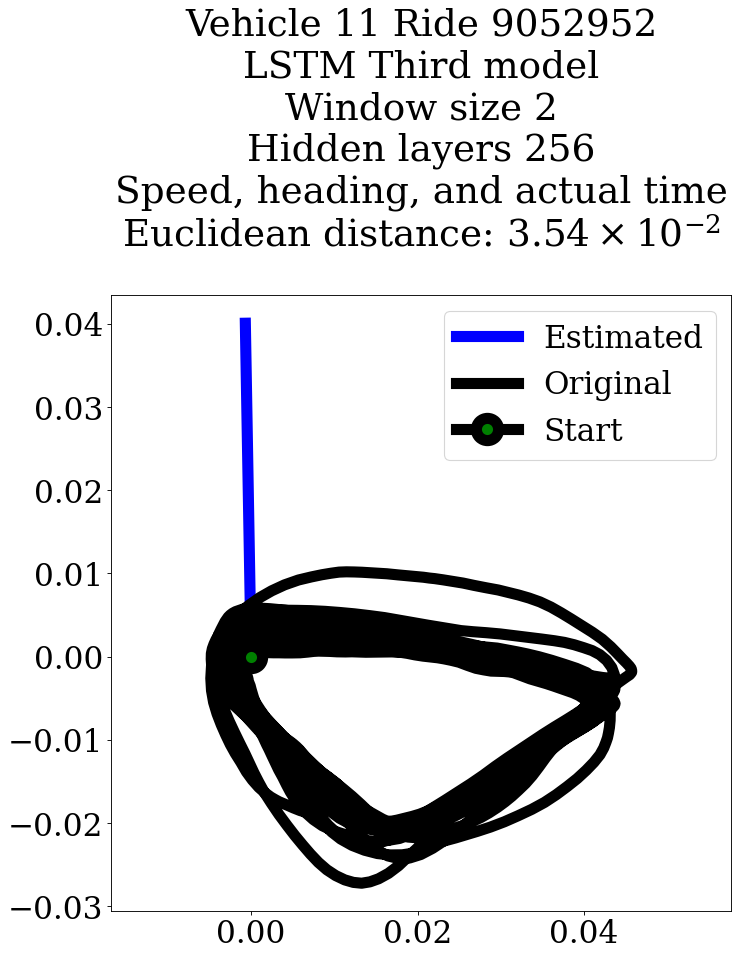 Vehicle 11 Ride 9052952
LSTM Third model
Window size 2
Hidden layers 256
Speed, heading, and actual time
Euclidean distance: 3.54 × 10⁻²
Estimated
Original
Start
0.04
0.03
0.02
0.01
0.00
−0.01
−0.02
−0.03
0.00 0.02 0.04